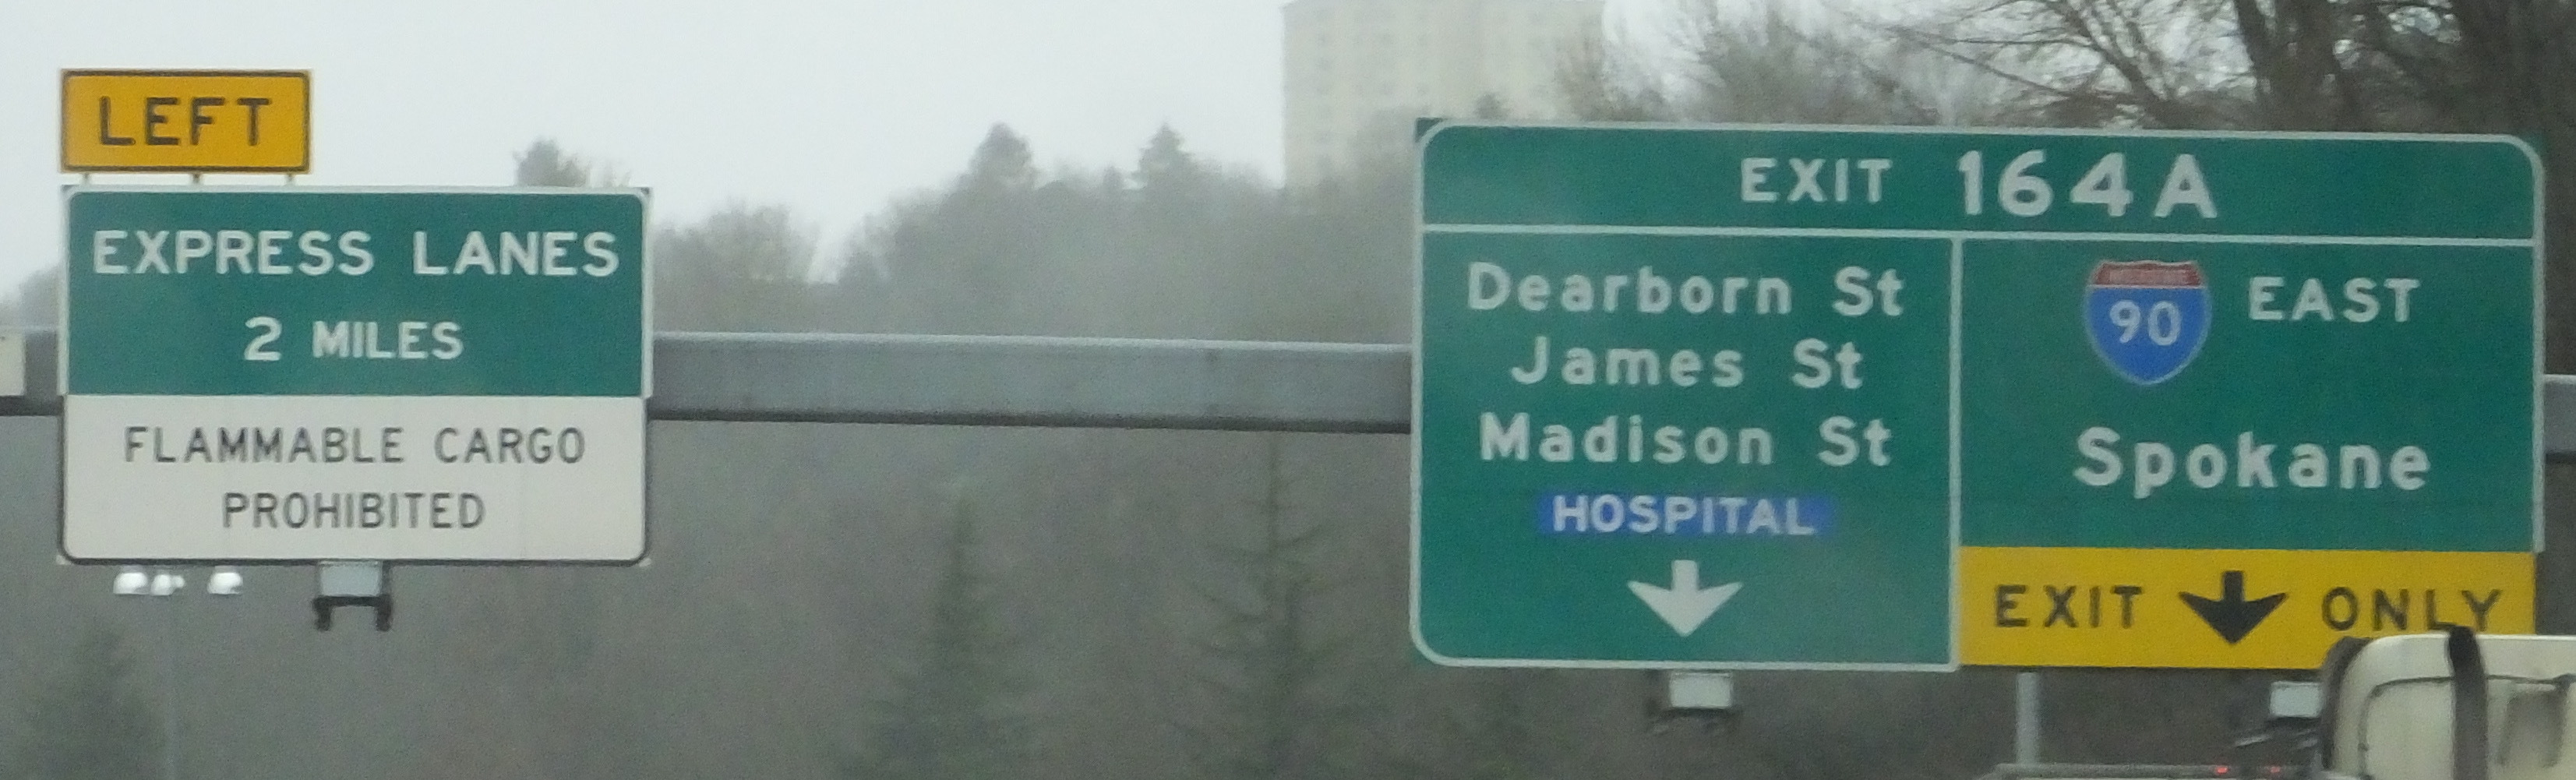 LEFT
EXPRESS LANES
2 MILES
FLAMMABLE CARGO
PROHIBITED
EXIT 164A
Dearborn St
James St
Madison St
HOSPITAL
90 EAST
Spokane
EXIT ONLY